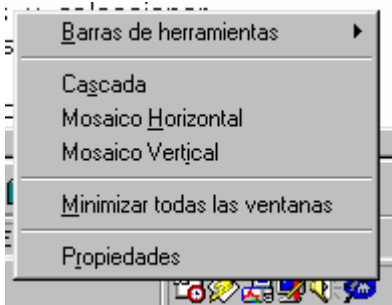 Barras de herramientas
Cascada
Mosaico Horizontal
Mosaico Vertical
Minimizar todas las ventanas
Propiedades